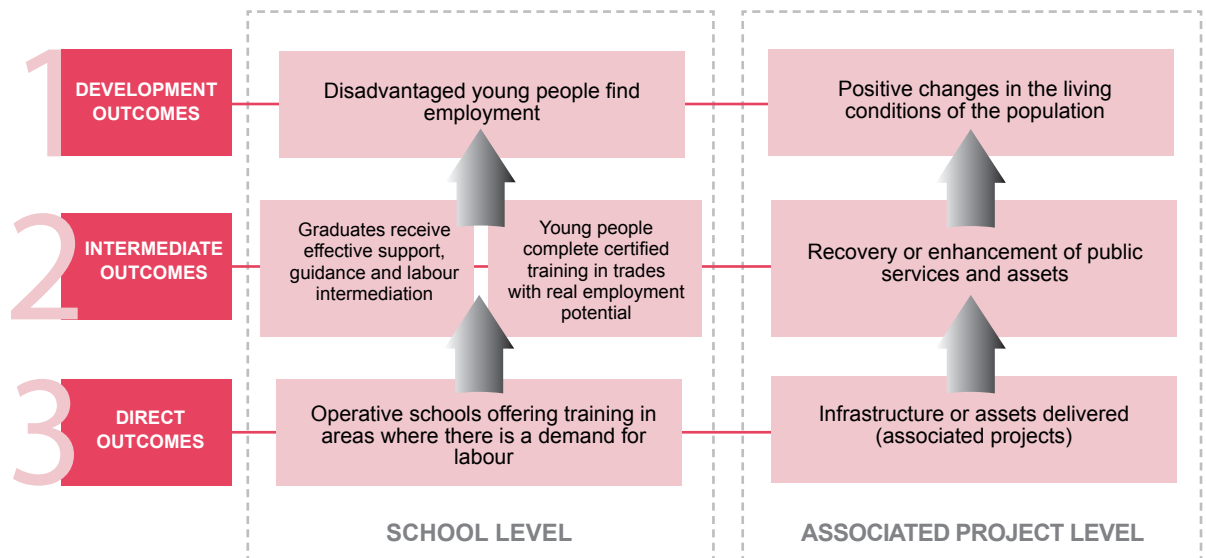 1
DEVELOPMENT
OUTCOMES
Disadvantaged young people find
employment
Positive changes in the living
conditions of the population
2
INTERMEDIATE
OUTCOMES
Graduates receive
effective support,
guidance and labour
intermediation
Young people
complete certified
training in trades
with real employment
potential
Recovery or enhancement of public
services and assets
3
DIRECT
OUTCOMES
Operative schools offering training in
areas where there is a demand for
labour
Infrastructure or assets delivered
(associated projects)
SCHOOL LEVEL
ASSOCIATED PROJECT LEVEL